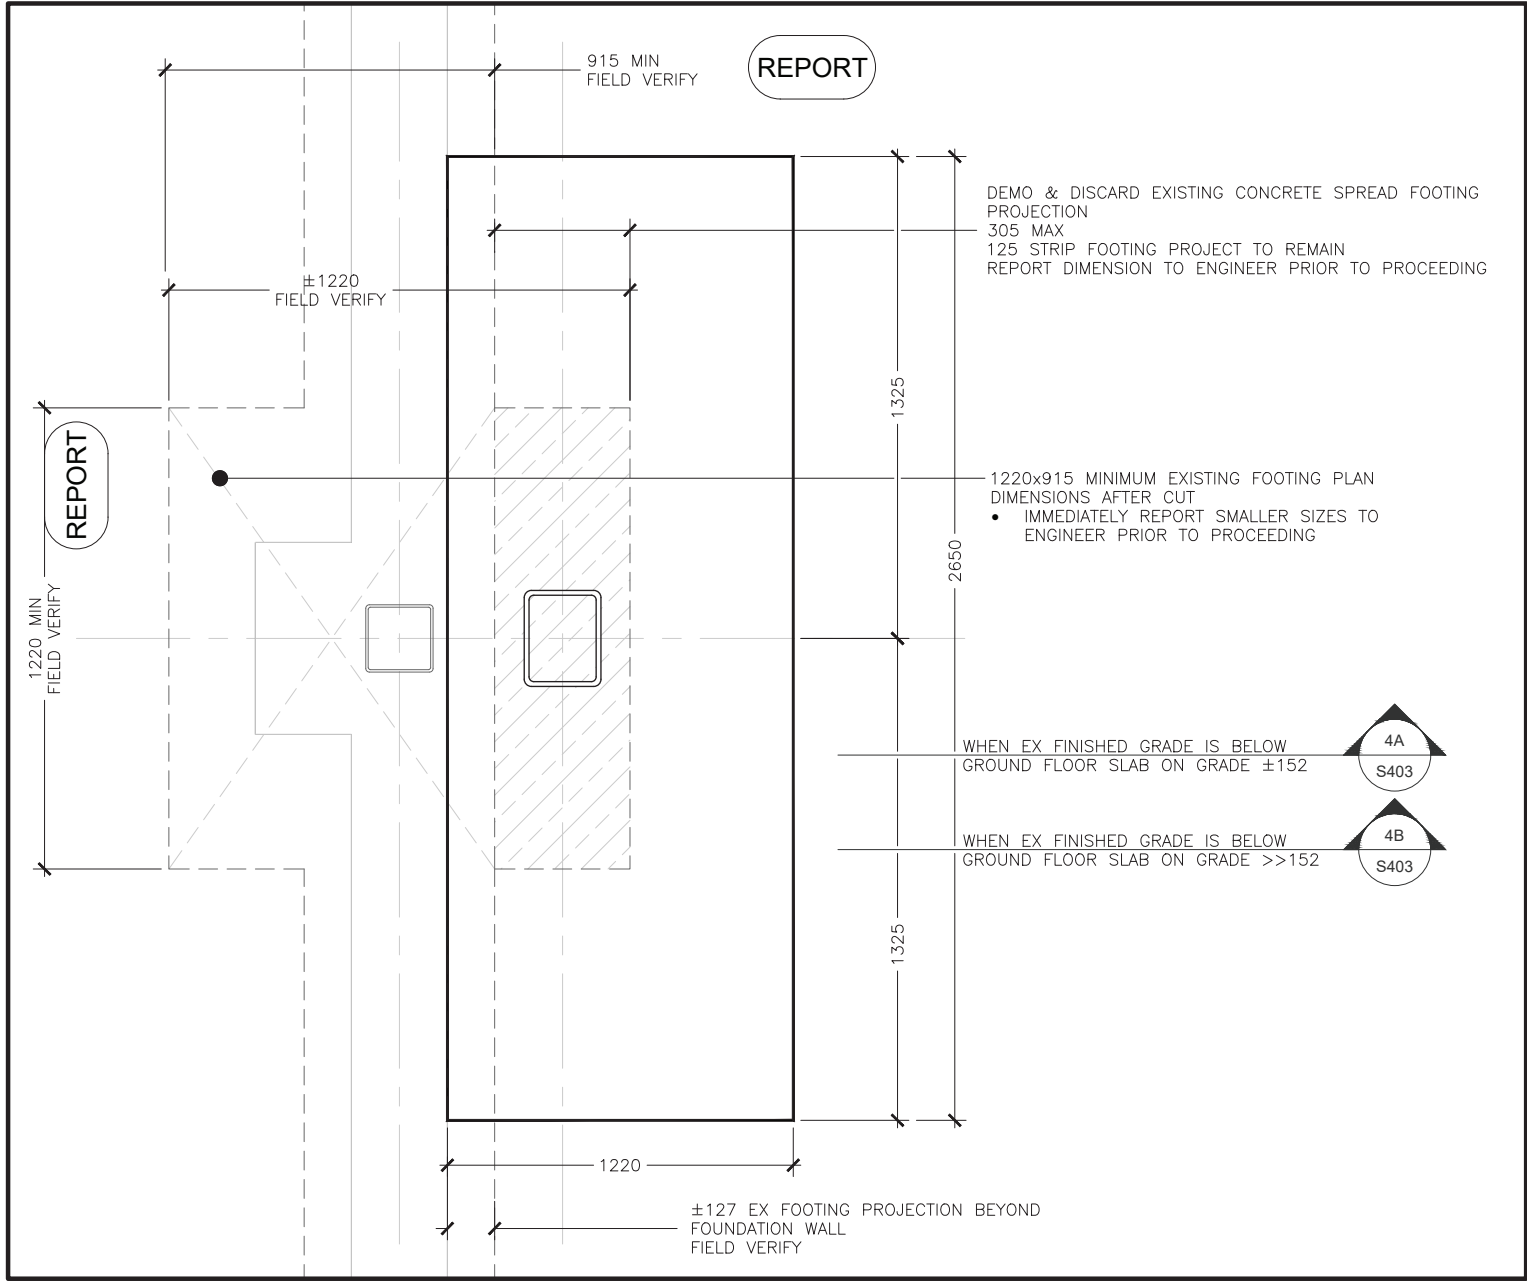 915 MIN
FIELD VERIFY
REPORT
DEMO & DISCARD EXISTING CONCRETE SPREAD FOOTING
PROJECTION
305 MAX
125 STRIP FOOTING PROJECT TO REMAIN
REPORT DIMENSION TO ENGINEER PRIOR TO PROCEEDING
±1220
FIELD VERIFY
1325
REPORT
1220x915 MINIMUM EXISTING FOOTING PLAN
DIMENSIONS AFTER CUT
• IMMEDIATELY REPORT SMALLER SIZES TO
ENGINEER PRIOR TO PROCEEDING
2650
1220 MIN
FIELD VERIFY
WHEN EX FINISHED GRADE IS BELOW
GROUND FLOOR SLAB ON GRADE ±152
4A
S403
WHEN EX FINISHED GRADE IS BELOW
GROUND FLOOR SLAB ON GRADE >>152
4B
S403
1325
1220
±127 EX FOOTING PROJECTION BEYOND
FOUNDATION WALL
FIELD VERIFY